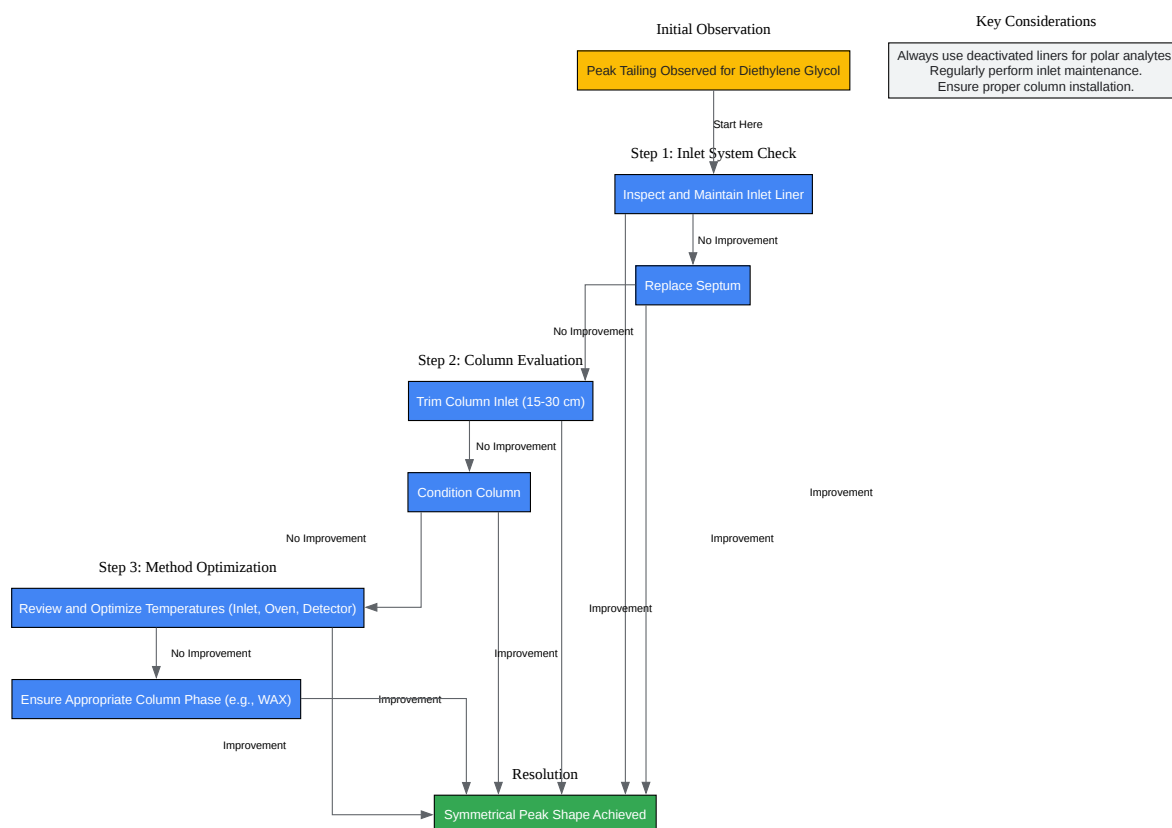 Initial Observation
Key Considerations
Peak Tailing Observed for Diethylene Glycol
Always use deactivated liners for polar analytes
Regularly perform inlet maintenance.
Ensure proper column installation.
Start Here
Step 1: Inlet System Check
Inspect and Maintain Inlet Liner
No Improvement
Replace Septum
No Improvement
Step 2: Column Evaluation
Trim Column Inlet (15-30 cm)
No Improvement
Condition Column
Improvement
No Improvement
Improvement
Step 3: Method Optimization
Review and Optimize Temperatures (Inlet, Oven, Detector)
Improvement
No Improvement
Improvement
Ensure Appropriate Column Phase (e.g., WAX)
Improvement
Improvement
Resolution
Symmetrical Peak Shape Achieved